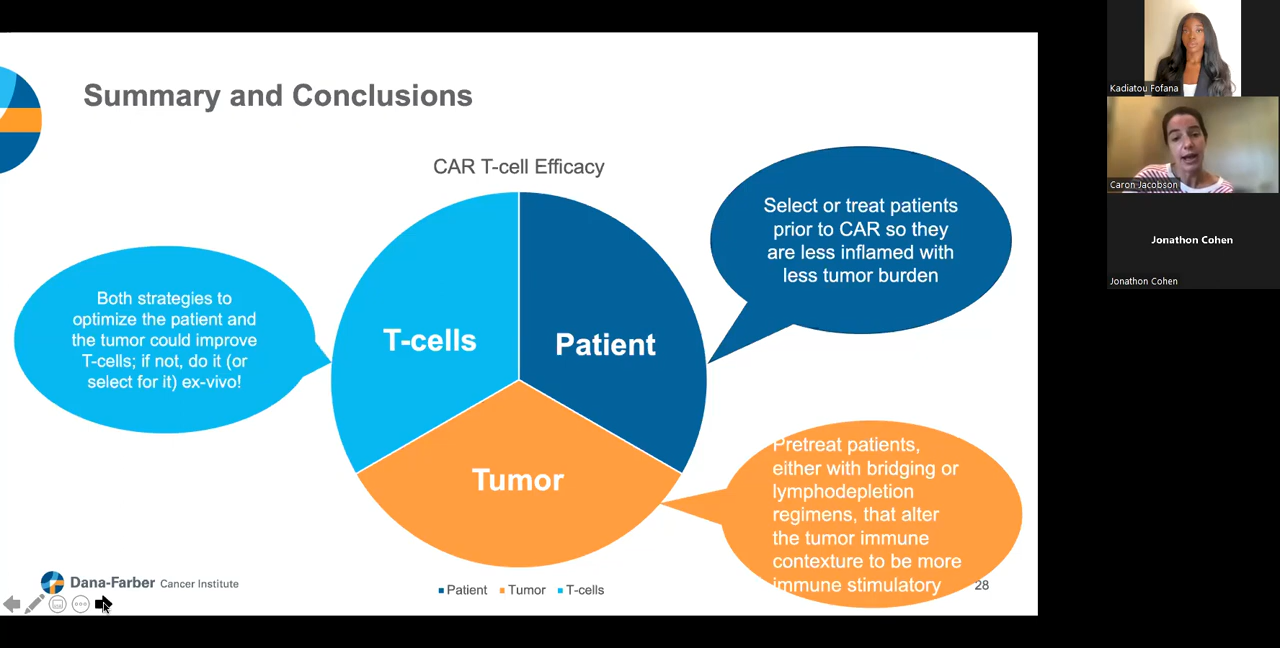 Summary and Conclusions
CAR T-cell Efficacy
Both strategies to
optimize the patient and
the tumor could improve
T-cells; if not, do it (or
select for it) ex-vivo!
T-cells
Patient
Tumor
Select or treat patients
prior to CAR so they
are less inflamed with
less tumor burden
Pretreat patients,
either with bridging or
lymphodepletion
regimens, that alter
the tumor immune
contexture to be more
immune stimulatory
Dana-Farber Cancer Institute
Patient Tumor T-cells
28
Kadiatou Fofana
Caron Jacobson
Jonathon Cohen
Jonathon Cohen